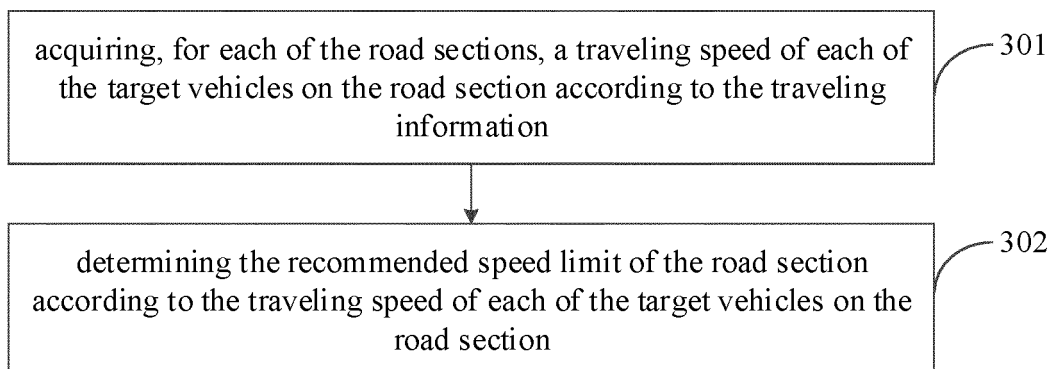 acquiring, for each of the road sections, a traveling speed of each of
the target vehicles on the road section according to the traveling
information
301
determining the recommended speed limit of the road section
according to the traveling speed of each of the target vehicles on the
road section
302